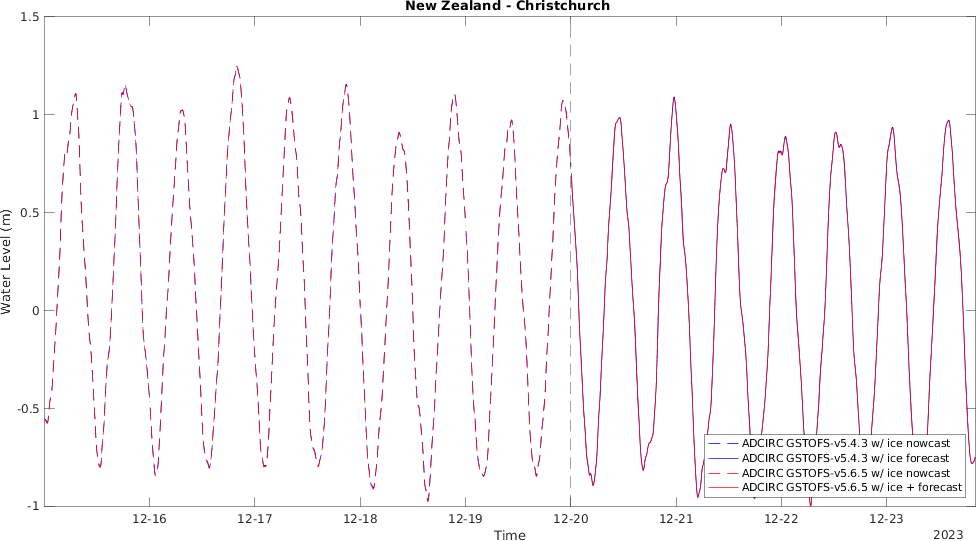 New Zealand - Christchurch
1.5
1
0.5
0
-0.5
-1
Water Level (m)
12-16 12-17 12-18 12-19 12-20 12-21 12-22 12-23
Time
2023
ADCIRC GSTOFS-v5.4.3 w/ ice nowcast
ADCIRC GSTOFS-v5.4.3 w/ ice forecast
ADCIRC GSTOFS-v5.6.5 w/ ice nowcast
ADCIRC GSTOFS-v5.6.5 w/ ice + forecast